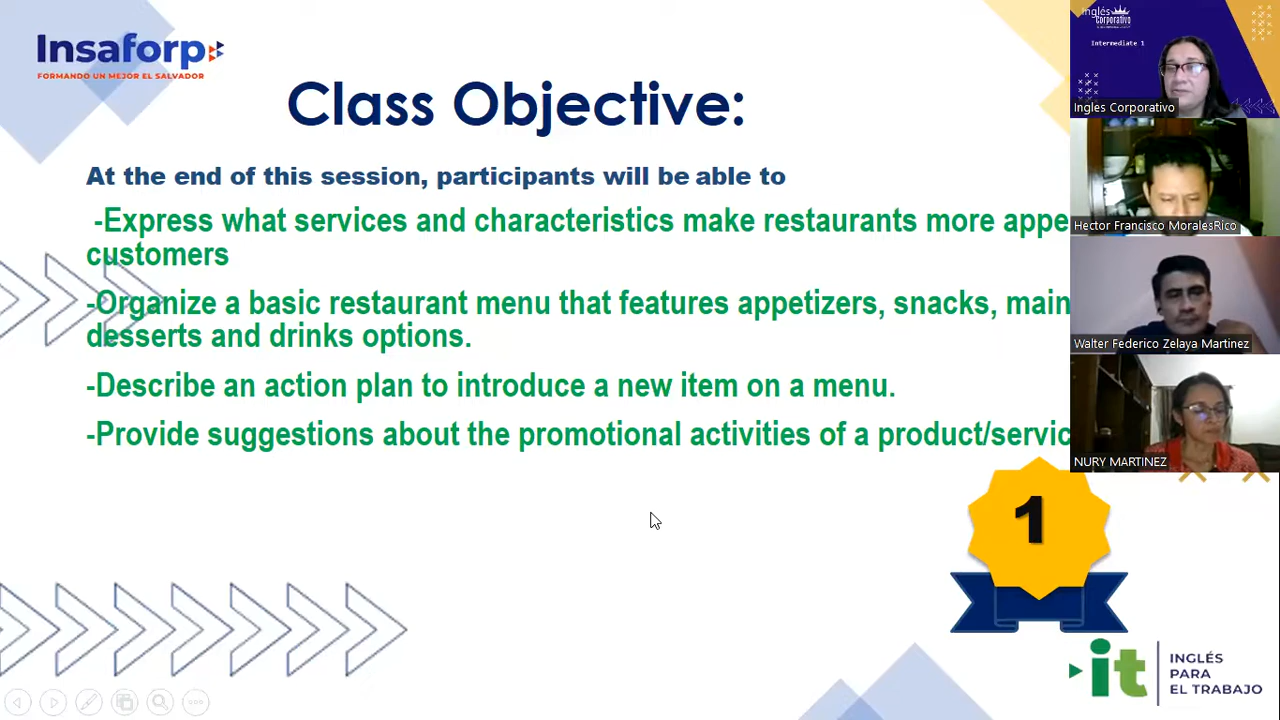 Insaforp
FORMANDO UN MEJOR EL SALVADOR
Class Objective:
At the end of this session, participants will be able to
-Express what services and characteristics make restaurants more appe
customers
-Organize a basic restaurant menu that features appetizers, snacks, main
desserts and drinks options.
-Describe an action plan to introduce a new item on a menu.
-Provide suggestions about the promotional activities of a product/servic
1
it
INGLÉS
PARA
EL TRABAJO
Inglés
Corporativo
Intermediate 1
Ingles Corporativo
Hector Francisco MoralesRico
Walter Federico Zelaya Martinez
NURY MARTINEZ